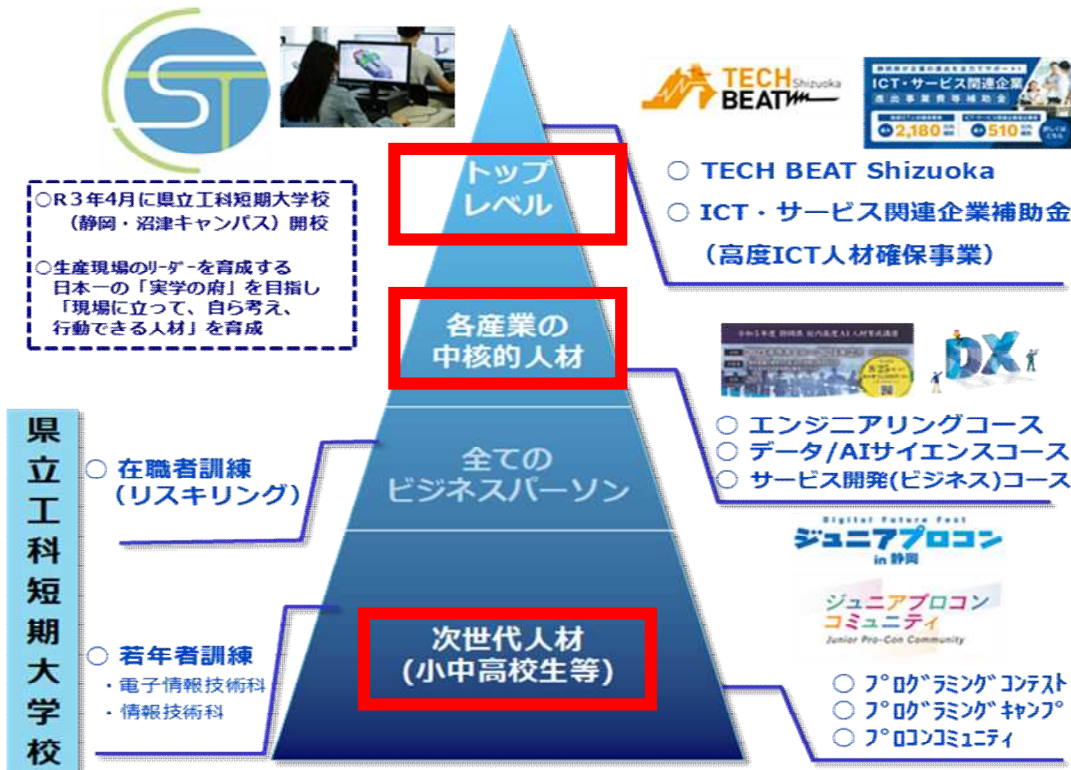 ST
TECH
BEAT
Shizuoka
ICT・サービス関連企業
進出事業費等補助金
2,180
510
トップ
レベル
○ TECH BEAT Shizuoka
○ ICT・サービス関連企業補助金
(高度ICT人材確保事業)
○R3年4月に県立工科短期大学校
(静岡・沼津キャンパス) 開校
○生産現場のリーダーを育成する
日本一の「実学の府」を目指し
「現場に立って、自ら考え、
行動できる人材」を育成
各産業の
中核的人材
DX
○ エンジニアリングコース
○ データ/AIサイエンスコース
○ サービス開発(ビジネス)コース
県立工科短期大学校
○ 在職者訓練
(リスキリング)
全ての
ビジネスパーソン
Digital Future Fest
ジュニアプロコン
in 静岡
ジュニアプロコン
コミュニティ
Junior Pro-Con Community
○ 若年者訓練
・電子情報技術科
・情報技術科
次世代人材
(小中高校生等)
○ プログラミングコンテスト
○ プログラミングキャンプ
○ プロコンコミュニティ